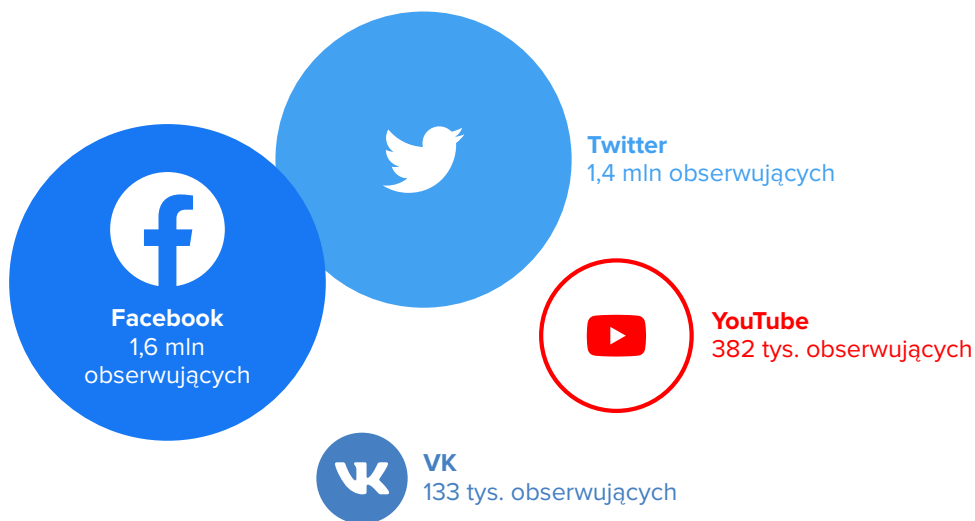 Twitter
1,4 mln obserwujących
Facebook
1,6 mln
obserwujących
YouTube
382 tys. obserwujących
VK
133 tys. obserwujących